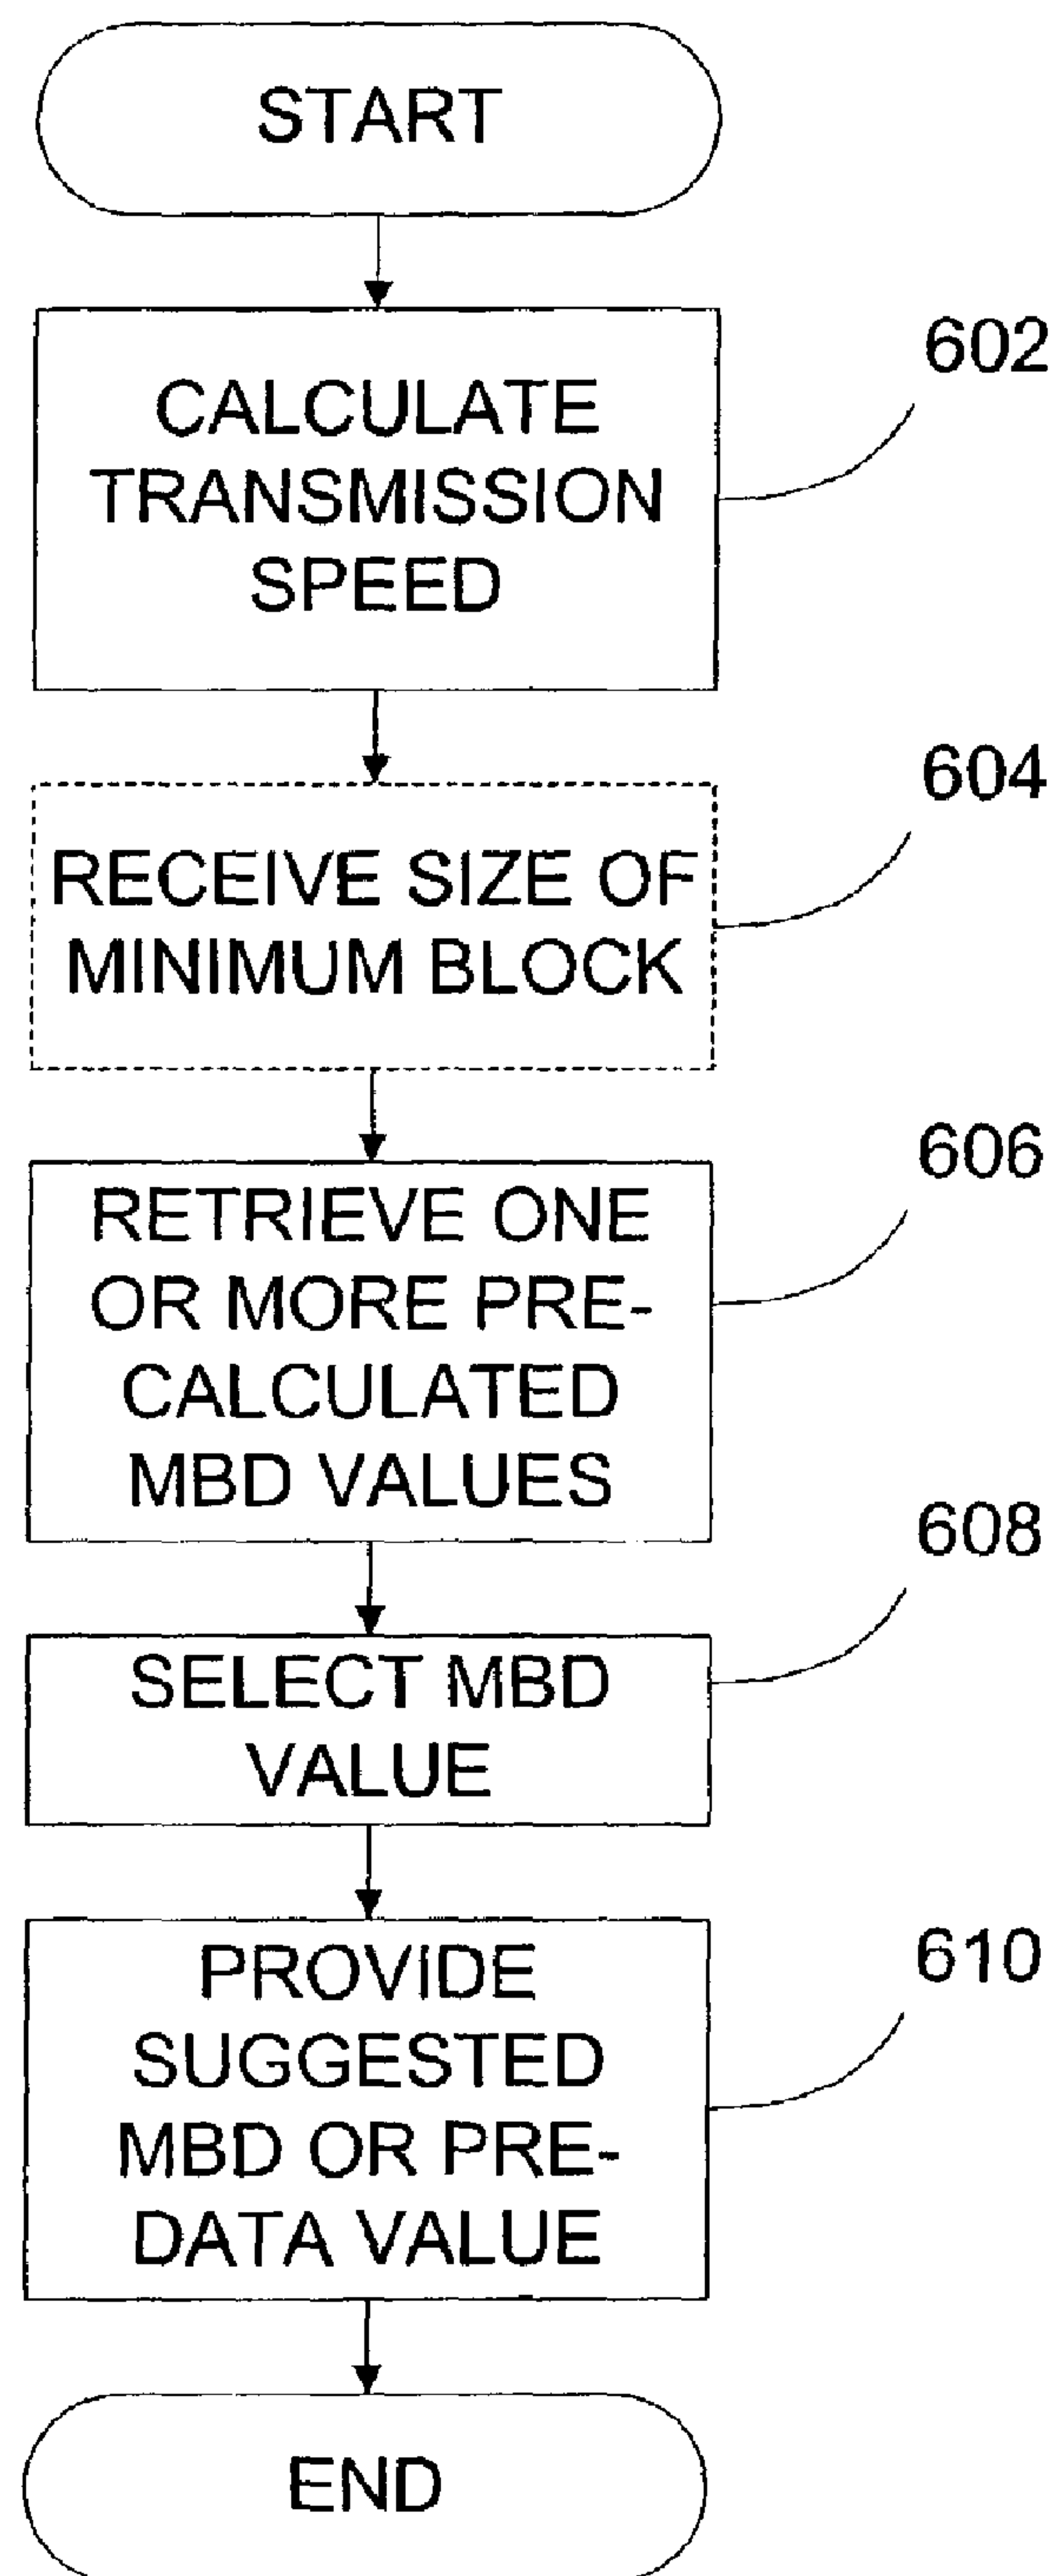 START
602
CALCULATE
TRANSMISSION
SPEED
604
RECEIVE SIZE OF
MINIMUM BLOCK
606
RETRIEVE ONE
OR MORE PRE-
CALCULATED
MBD VALUES
608
SELECT MBD
VALUE
610
PROVIDE
SUGGESTED
MBD OR PRE-
DATA VALUE
END